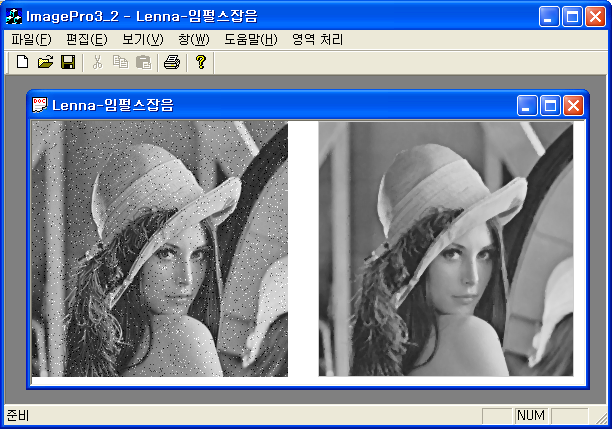 ImagePro3_2 - Lenna-임펄스잡음
파일(F) 편집(E) 보기(V) 창(W) 도움말(H) 영역 처리
DOC Lenna-임펄스잡음
준비 NUM